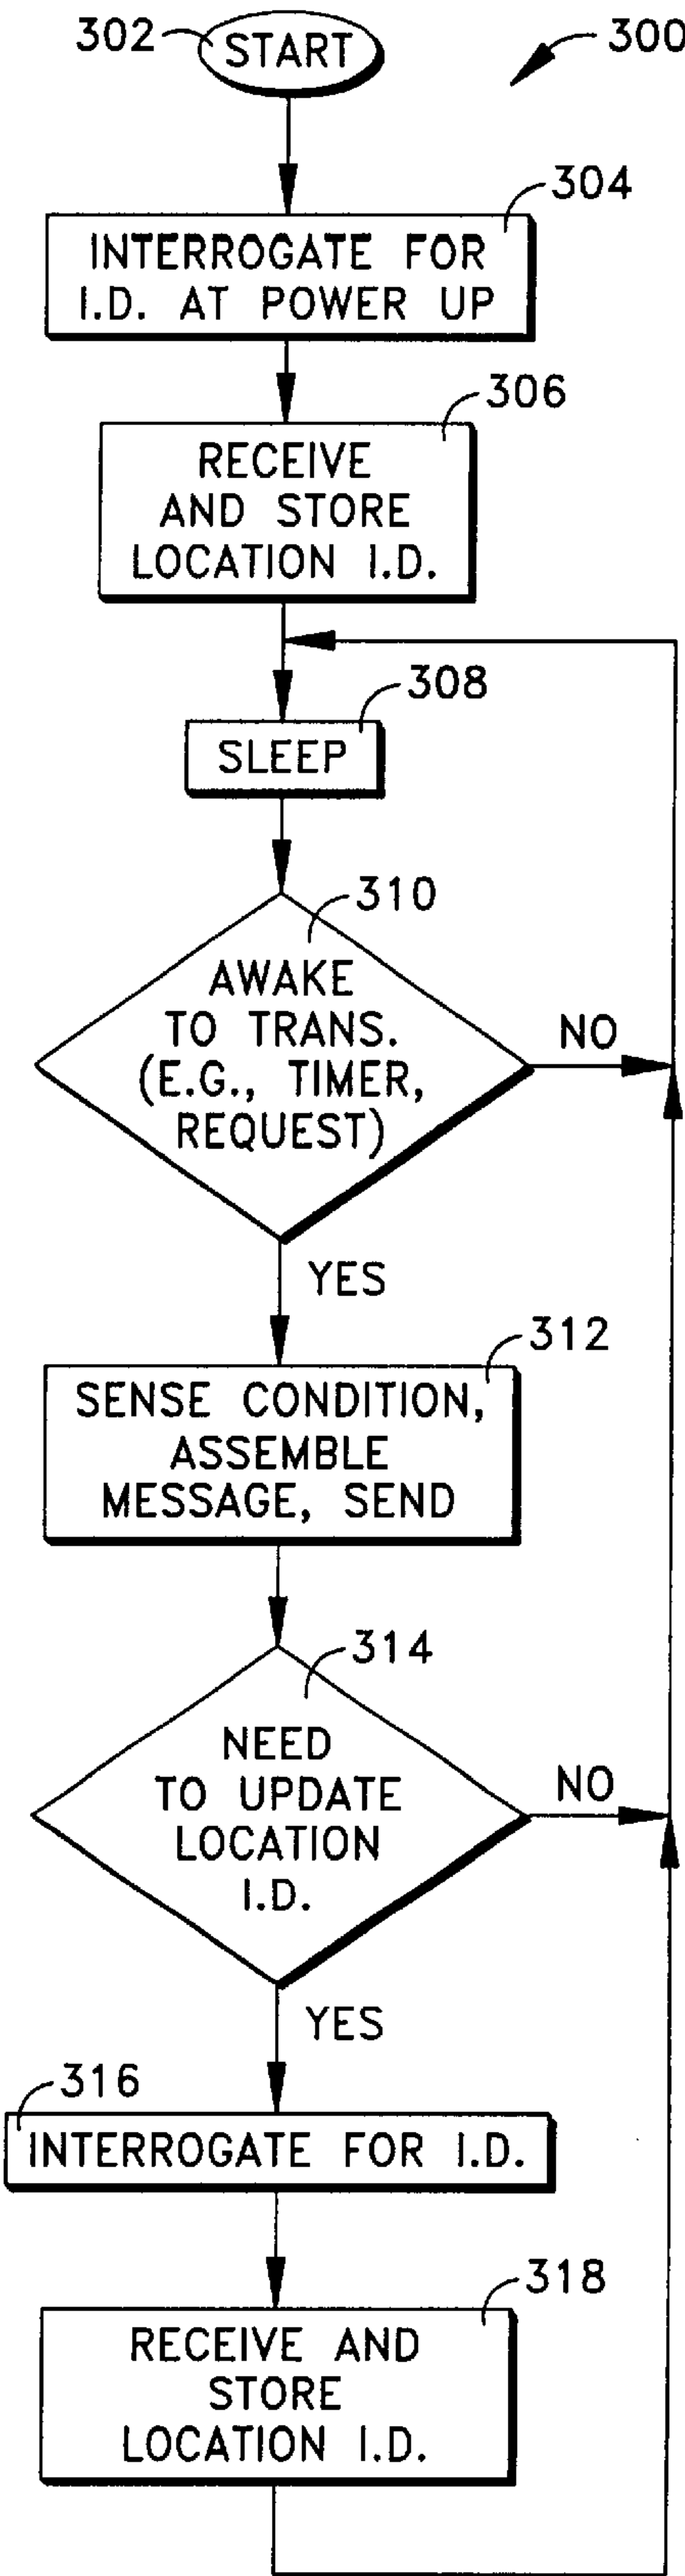 302
START
300
304
INTERROGATE FOR
I.D. AT POWER UP
306
RECEIVE
AND STORE
LOCATION I.D.
308
SLEEP
310
AWAKE
TO TRANS.
(E.G., TIMER,
REQUEST)
NO
YES
312
SENSE CONDITION,
ASSEMBLE
MESSAGE, SEND
314
NEED
TO UPDATE
LOCATION
I.D.
NO
YES
316
INTERROGATE FOR I.D.
318
RECEIVE AND
STORE
LOCATION I.D.